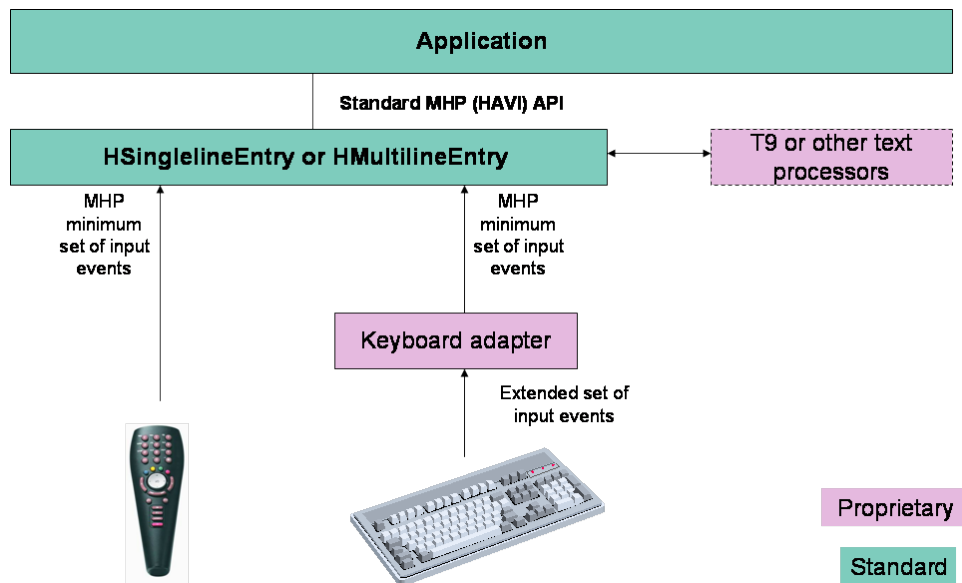 Application
Standard MHP (HAVI) API
HSinglelineEntry or HMultilineEntry
T9 or other text
processors
MHP
minimum
set of input
events
MHP
minimum
set of input
events
Keyboard adapter
Extended set of
input events
Proprietary
Standard